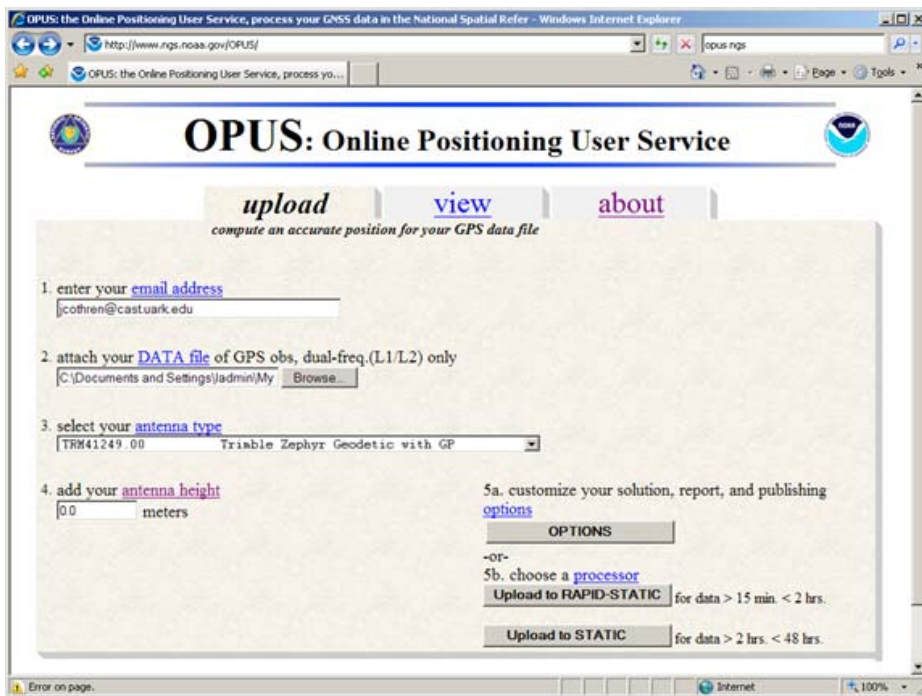 OPUS: the Online Positioning User Service, process your GNSS data in the National Spatial Refer - Windows Internet Explorer
http://www.ngs.noaa.gov/OPUS/
opus ngs
OPUS: the Online Positioning User Service, process yo...
Page
Tools
OPUS: Online Positioning User Service
NOAA
upload view about
compute an accurate position for your GPS data file
1. enter your email address
jcothren@cast.uark.edu
2. attach your DATA file of GPS obs, dual-freq.(L1/L2) only
C:\Documents and Settings\ladmin\My Browse...
3. select your antenna type
TRM41249.00 Trimble Zephyr Geodetic with GP
4. add your antenna height
0.0 meters
5a. customize your solution, report, and publishing
options
OPTIONS
-or-
5b. choose a processor
Upload to RAPID-STATIC for data > 15 min. < 2 hrs.
Upload to STATIC for data > 2 hrs. < 48 hrs.
Error on page. Internet 100%